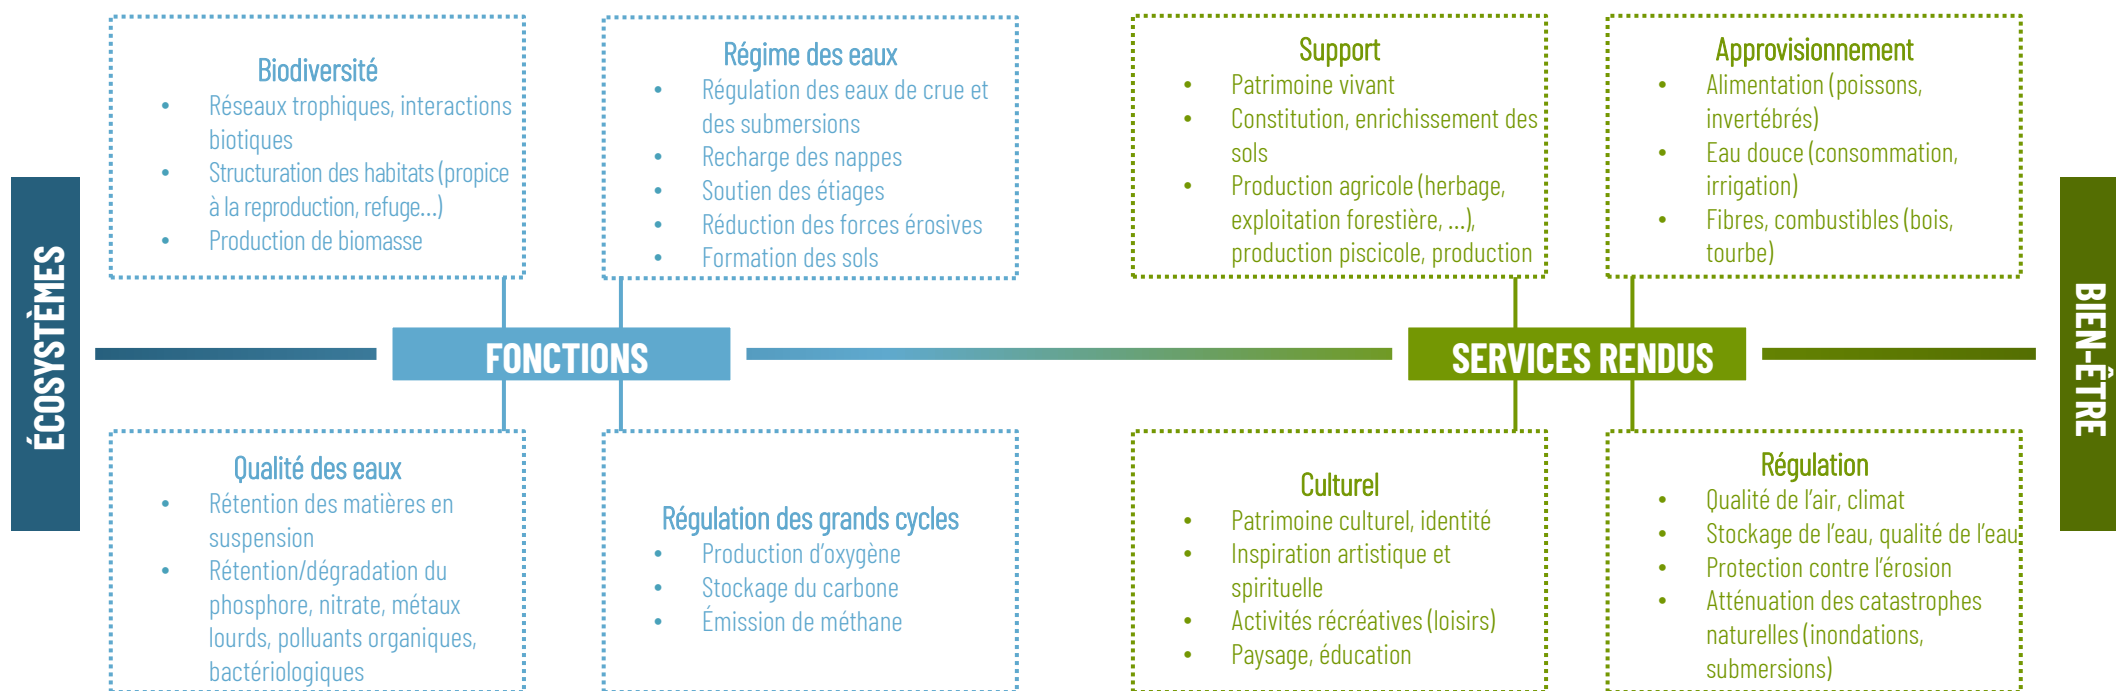 ÉCOSYSTÈMES
Biodiversité
• Réseaux trophiques, interactions
biotiques
• Structuration des habitats (propice
à la reproduction, refuge...)
• Production de biomasse
Régime des eaux
• Régulation des eaux de crue et
des submersions
• Recharge des nappes
• Soutien des étiages
• Réduction des forces érosives
• Formation des sols
FONCTIONS
Qualité des eaux
• Rétention des matières en
suspension
• Rétention/dégradation du
phosphore, nitrate, métaux
lourds, polluants organiques,
bactériologiques
Régulation des grands cycles
• Production d'oxygène
• Stockage du carbone
• Émission de méthane
Support
• Patrimoine vivant
• Constitution, enrichissement des
sols
• Production agricole (herbage,
exploitation forestière, ...),
production piscicole, production
Approvisionnement
• Alimentation (poissons,
invertébrés)
• Eau douce (consommation,
irrigation)
• Fibres, combustibles (bois,
tourbe)
SERVICES RENDUS
Culturel
• Patrimoine culturel, identité
• Inspiration artistique et
spirituelle
• Activités récréatives (loisirs)
• Paysage, éducation
Régulation
• Qualité de l'air, climat
• Stockage de l'eau, qualité de l'eau
• Protection contre l'érosion
• Atténuation des catastrophes
naturelles (inondations,
submersions)
BIEN-ÊTRE